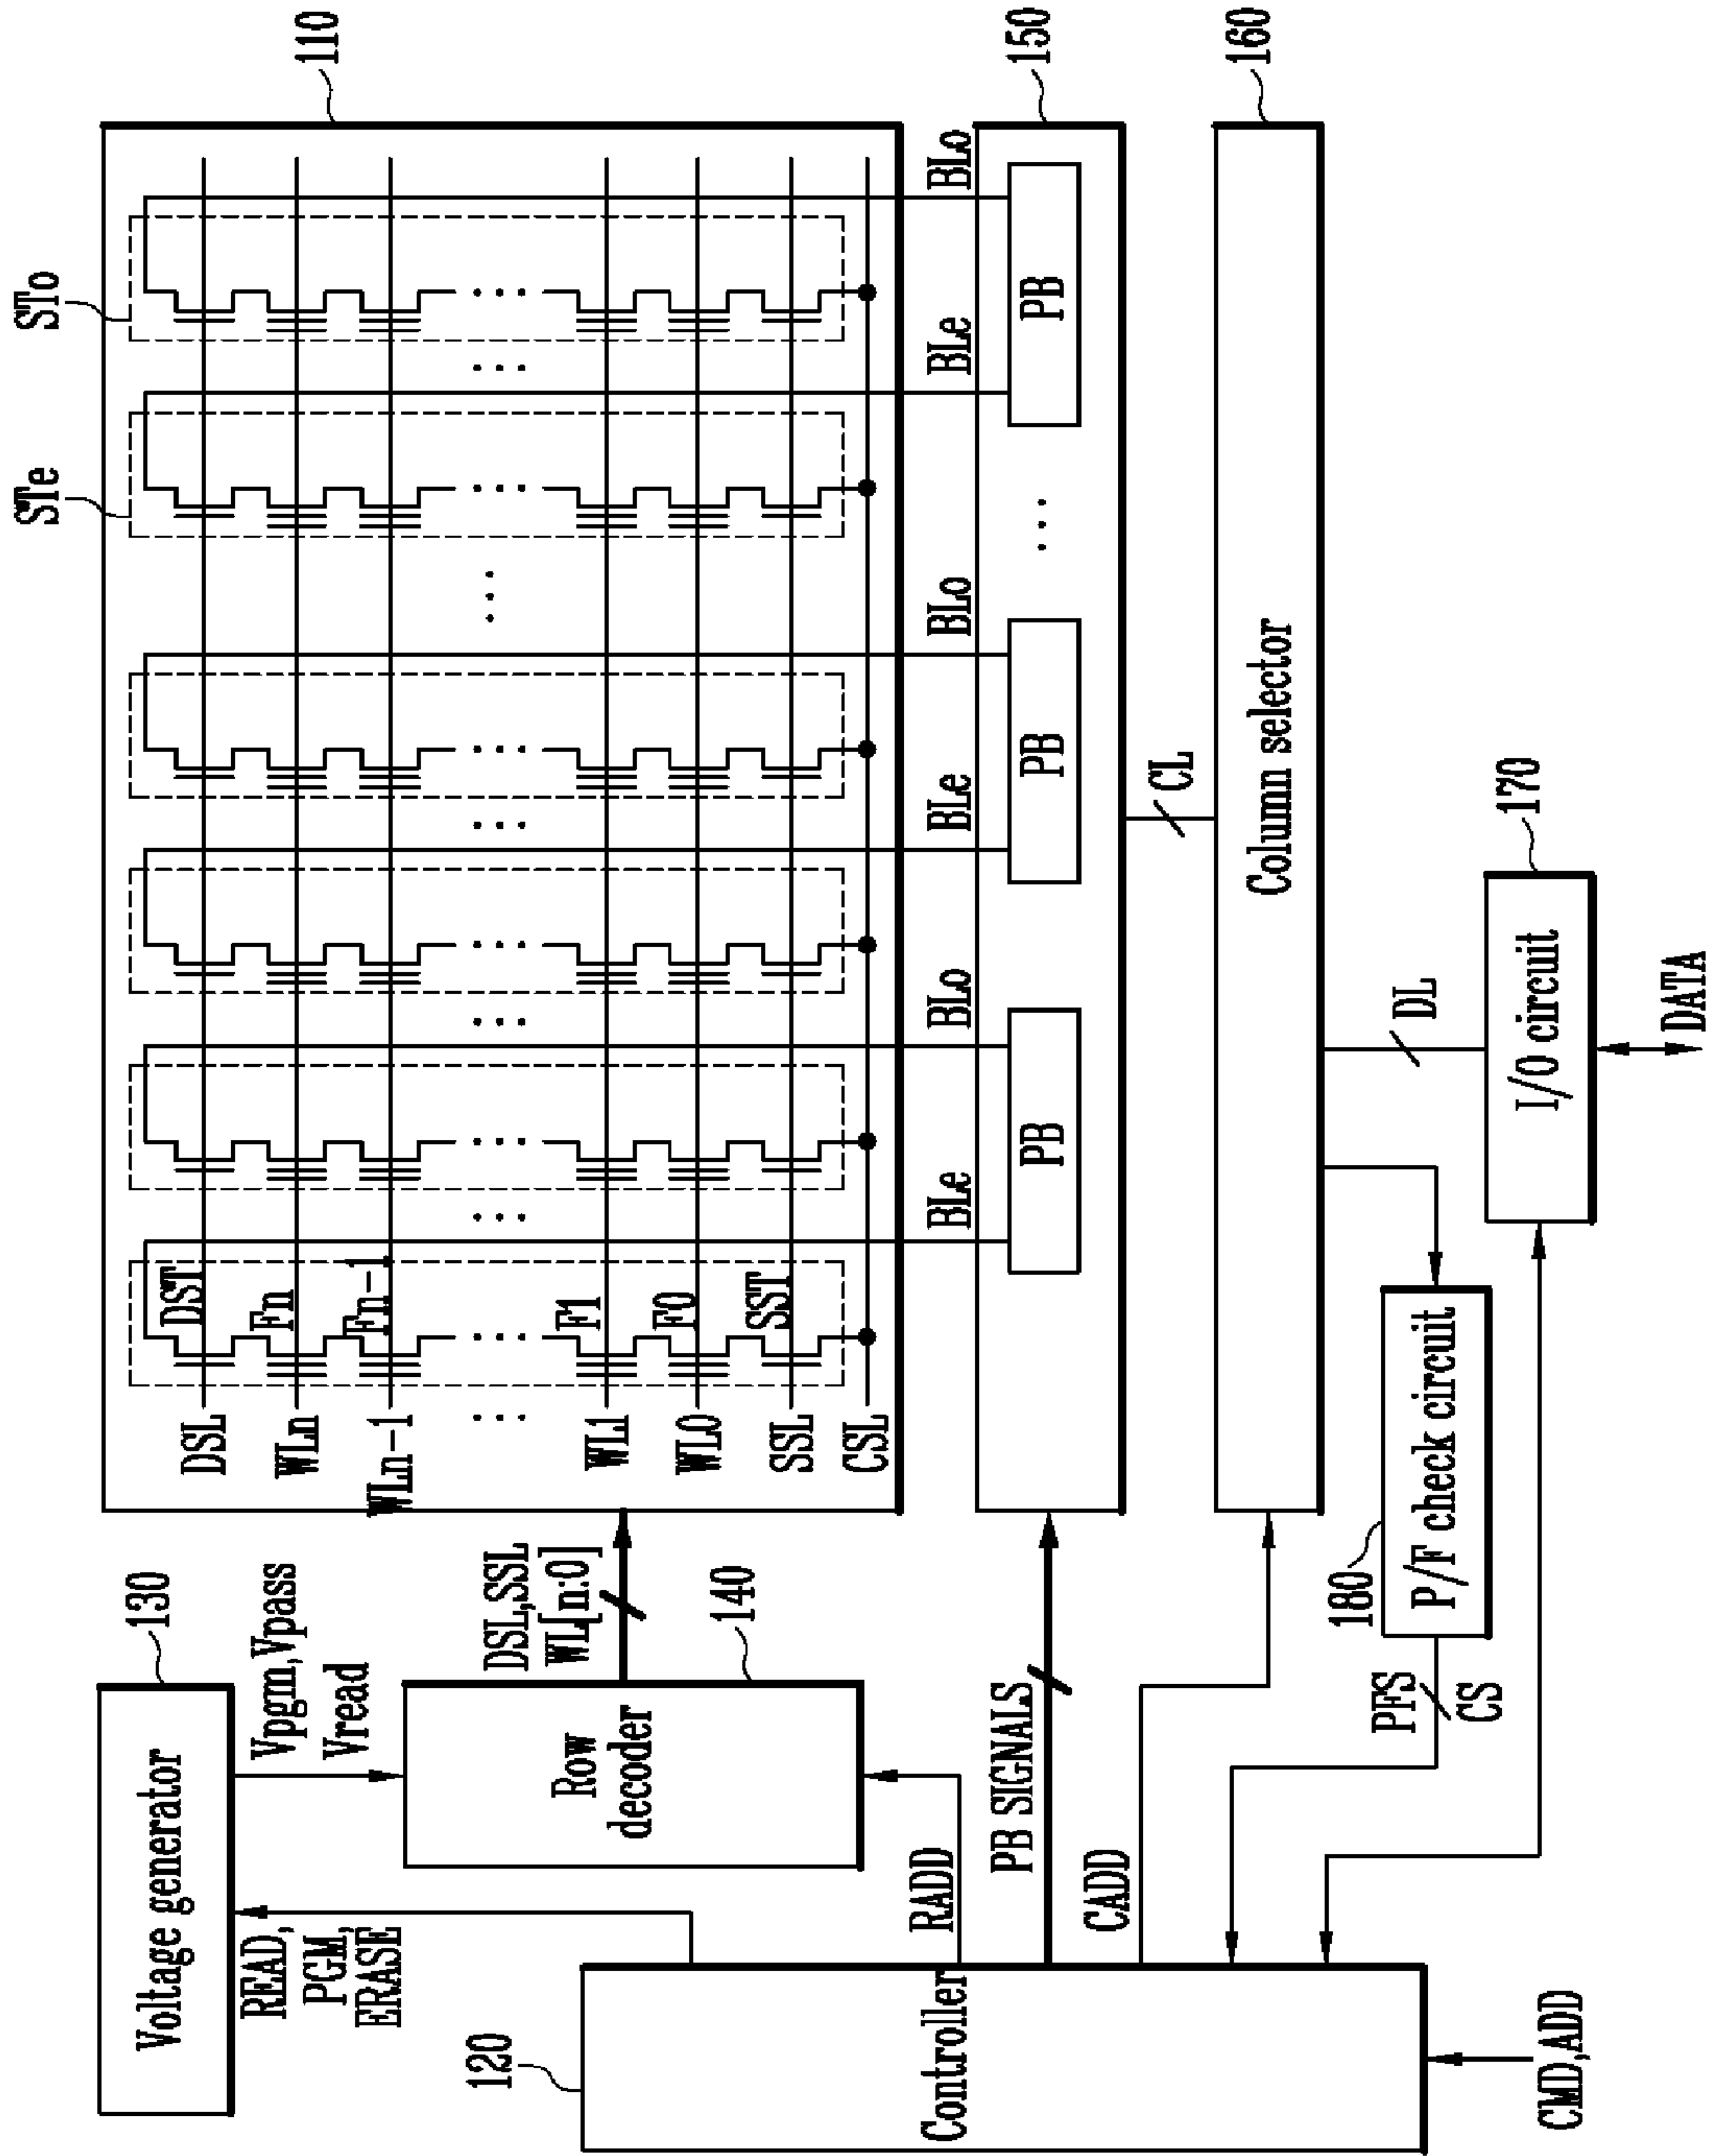 130
Voltage generator
READ,
PGM,
ERASE
Vpgm,Vpass
Vread
120
Controller
CMD,ADD
Row
decoder
140
RADD
DSL,SSL
WL[n:0]
PB SIGNALS
CADD
PFS
CS
180
P/F check circuit
110
STe
STo
DSL
WLn
WLn-1
...
WL1
WL0
SSL
CSL
DST
Fn
Fn-1
...
F1
F0
SST
...
...
...
...
...
...
...
...
...
...
BLe
BLo
BLe
BLo
BLe
BLo
150
PB
PB
...
PB
CL
160
Column selector
DL
170
I/O circuit
DATA